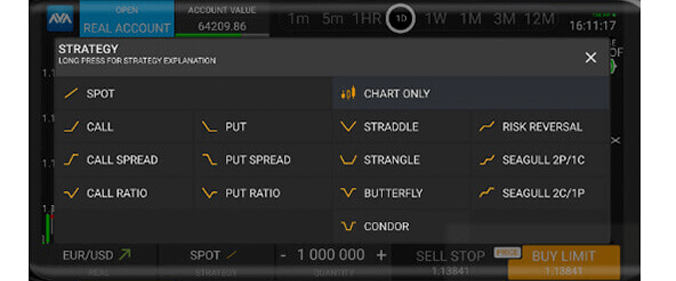 AVA
OPEN
REAL ACCOUNT
ACCOUNT VALUE
64209.86
1m 5m 1HR 1D 1W 1M 3M 12M
16:11:17
STRATEGY
LONG PRESS FOR STRATEGY EXPLANATION
SPOT
CHART ONLY
CALL
PUT
STRADDLE
RISK REVERSAL
CALL SPREAD
PUT SPREAD
STRANGLE
SEAGULL 2P/1C
CALL RATIO
PUT RATIO
BUTTERFLY
SEAGULL 2C/1P
CONDOR
EUR/USD
REAL
SPOT
STRATEGY
- 1 000 000 +
QUANTITY
SELL STOP
1.13841
PRICE
BUY LIMIT
1.13841